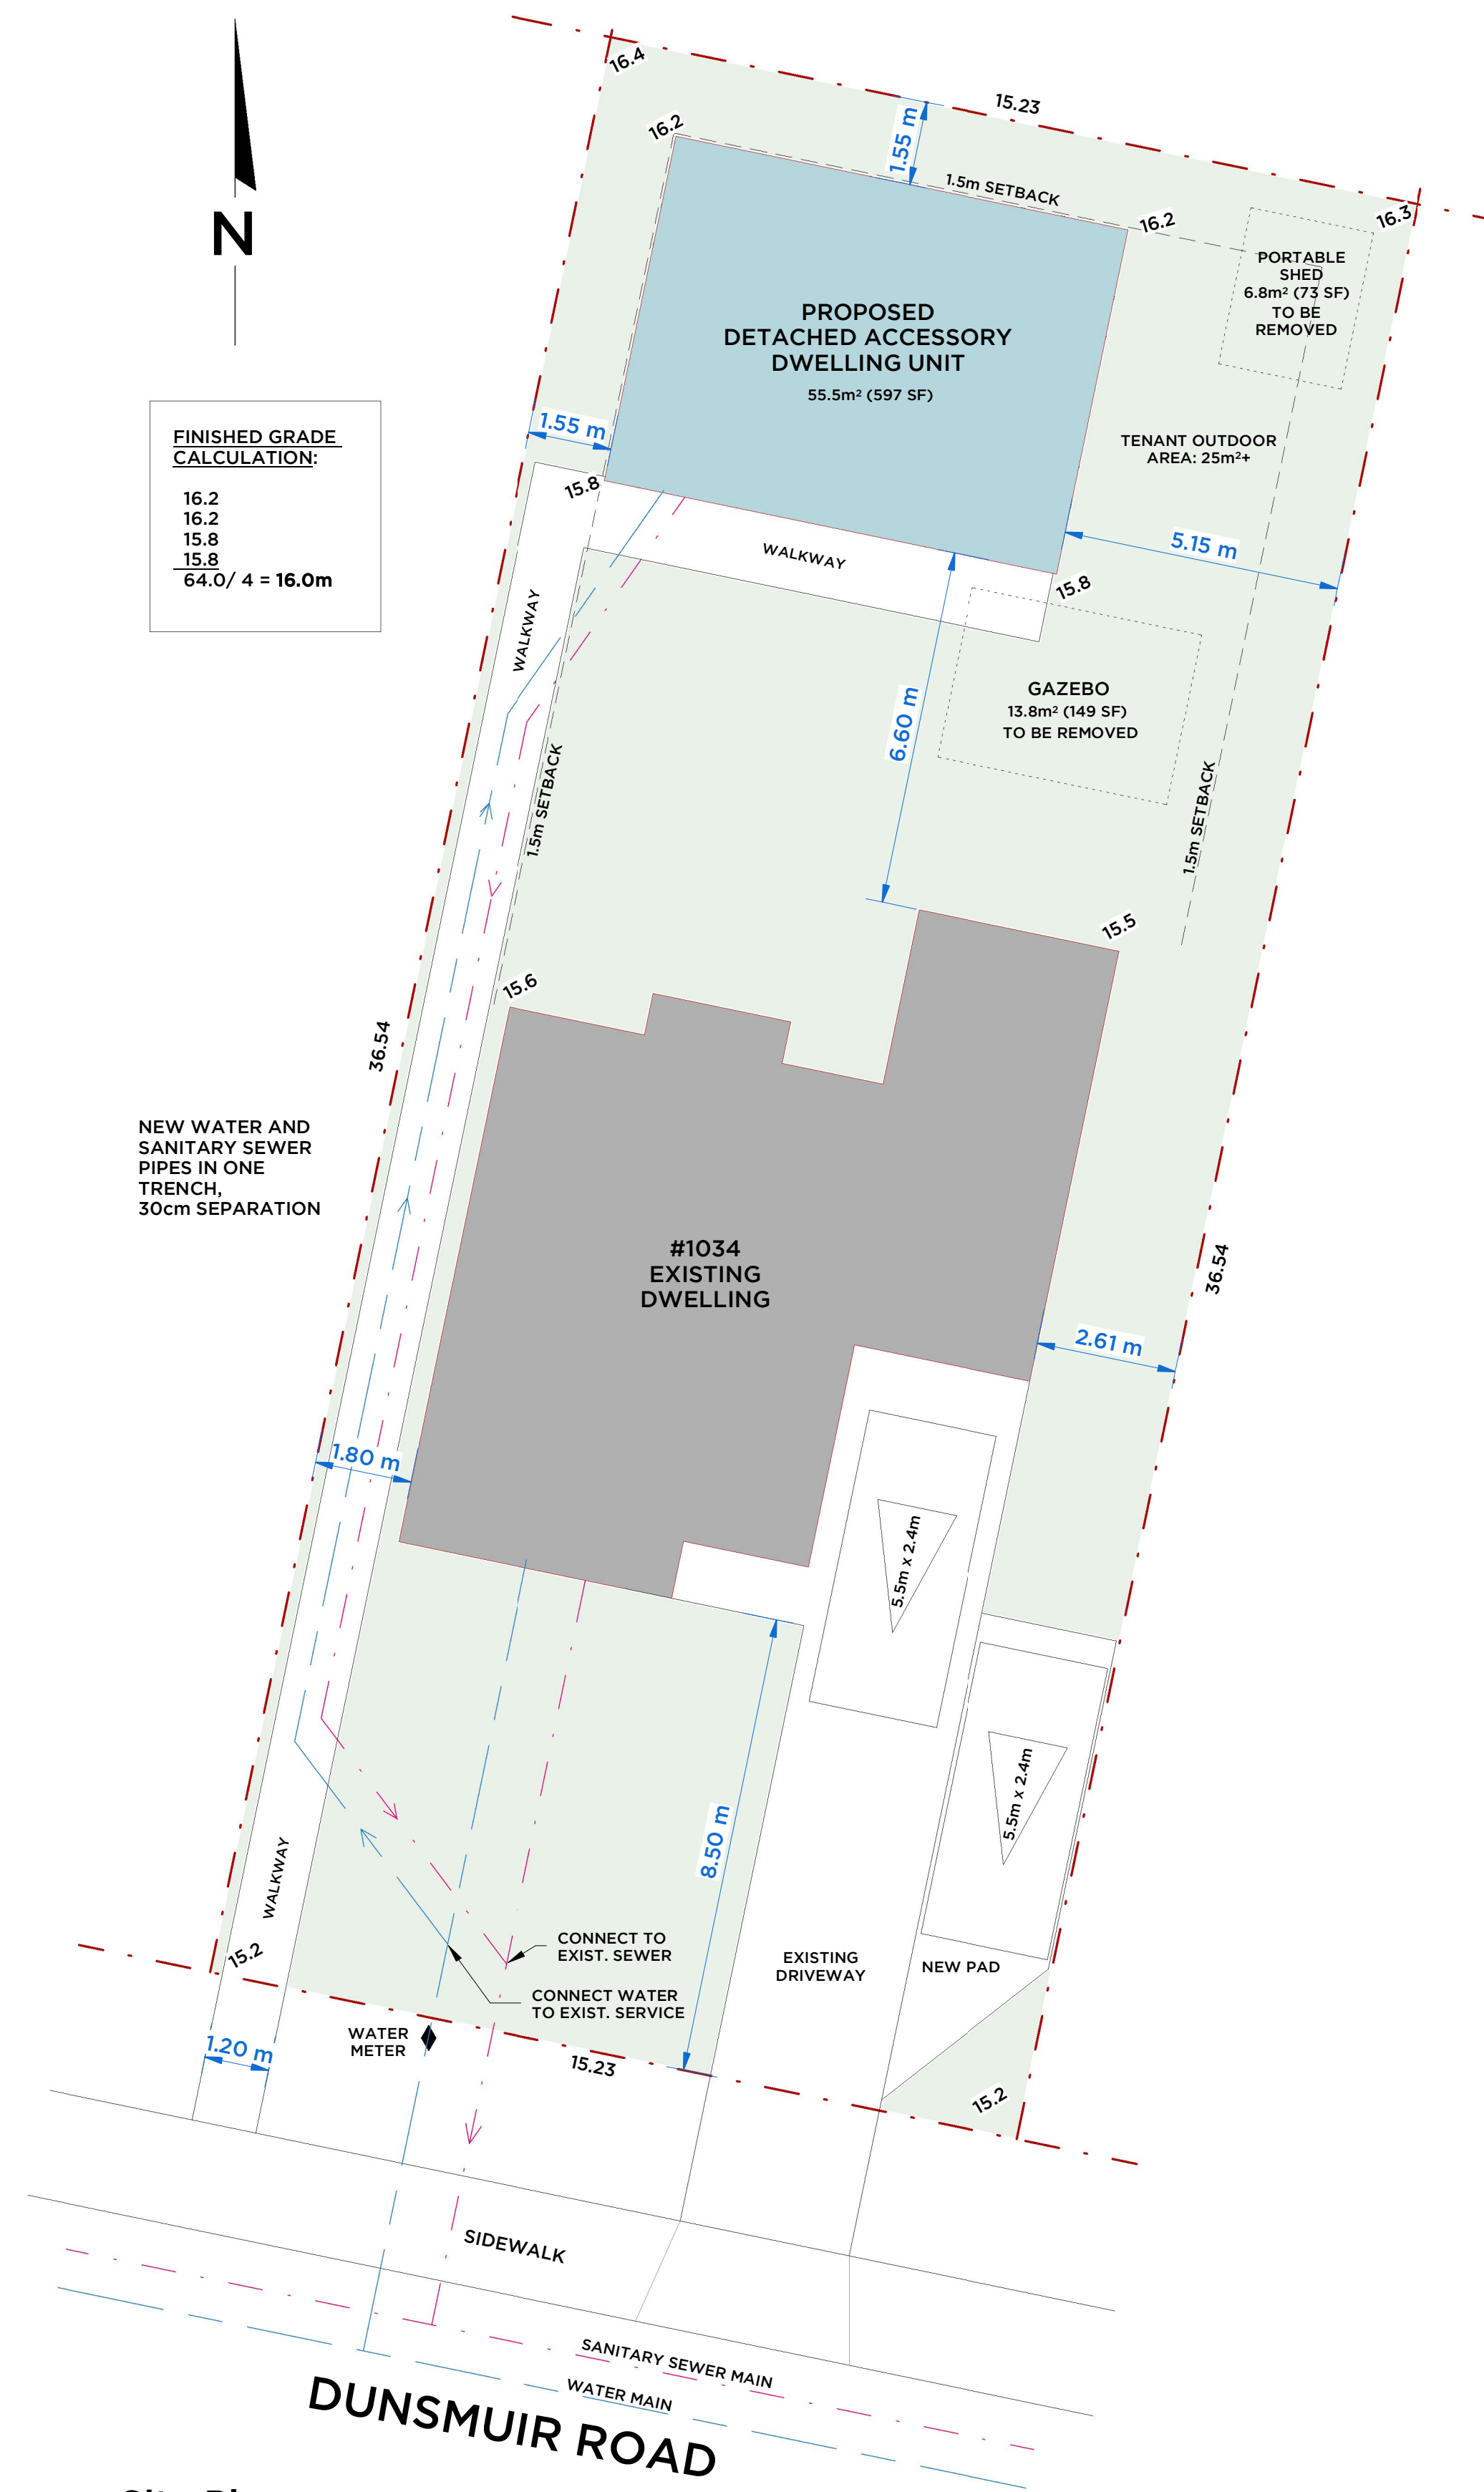 16.4
15.23
1.55 m
16.2
1.5m SETBACK
16.2
16.3
N
PORTABLE
SHED
6.8m² (73 SF)
TO BE
REMOVED
PROPOSED
DETACHED ACCESSORY
DWELLING UNIT
55.5m² (597 SF)
FINISHED GRADE
CALCULATION:
16.2
16.2
15.8
15.8
64.0/ 4 = 16.0m
1.55 m
TENANT OUTDOOR
AREA: 25m²+
15.8
WALKWAY
5.15 m
15.8
WALKWAY
GAZEBO
13.8m² (149 SF)
TO BE REMOVED
6.60 m
1.5m SETBACK
1.5m SETBACK
15.5
15.6
36.54
NEW WATER AND
SANITARY SEWER
PIPES IN ONE
TRENCH,
30cm SEPARATION
#1034
EXISTING
DWELLING
36.54
2.61 m
1.80 m
5.5m x 2.4m
5.5m x 2.4m
8.50 m
WALKWAY
15.2
CONNECT TO
EXIST. SEWER
EXISTING
DRIVEWAY
NEW PAD
CONNECT WATER
TO EXIST. SERVICE
WATER
METER
1.20 m
15.23
15.2
SIDEWALK
SANITARY SEWER MAIN
WATER MAIN
DUNSMUIR ROAD